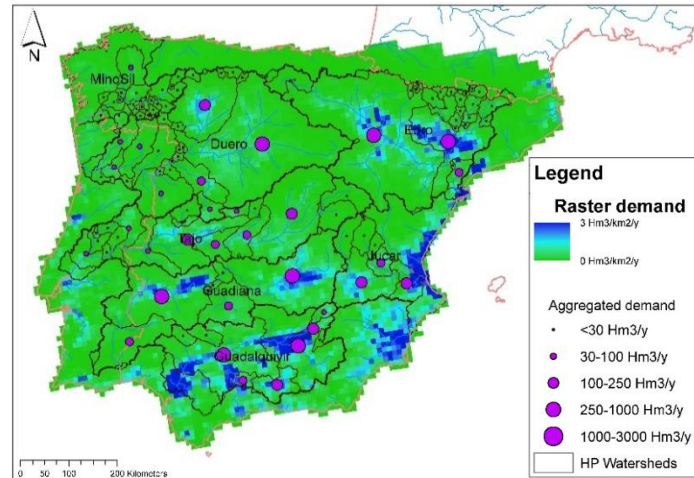 N
MinoSil
Duero
Ebro
Tajo
Jucar
Guadiana
Guadalquivir
0 50 100 200 Kilometers
Legend
Raster demand
3 Hm3/km2/y
0 Hm3/km2/y
Aggregated demand
<30 Hm3/y
30-100 Hm3/y
100-250 Hm3/y
250-1000 Hm3/y
1000-3000 Hm3/y
HP Watersheds